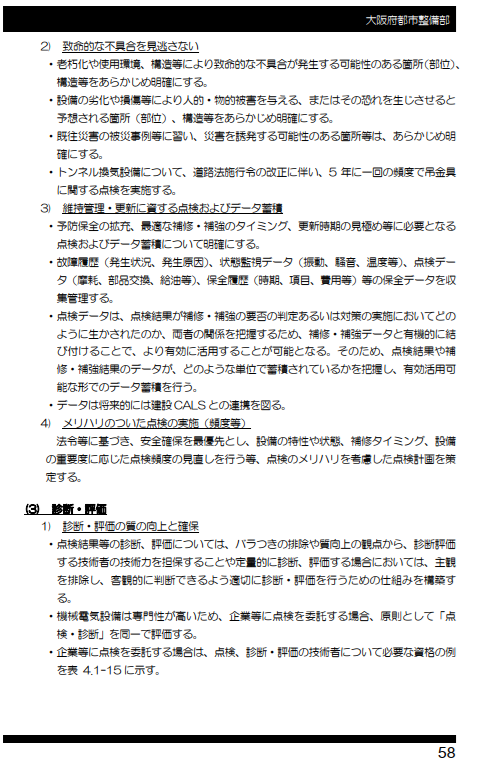 大阪府都市整備部
2) 致命的な不具合を見逃さない
・老朽化や使用環境、構造等により致命的な不具合が発生する可能性のある箇所(部位)、
構造等をあらかじめ明確にする。
・設備の劣化や損傷等により人的・物的被害を与える、またはその恐れを生じさせると
予想される箇所（部位）、構造等をあらかじめ明確にする。
・既往災害の被災事例等に習い、災害を誘発する可能性のある箇所等は、あらかじめ明
確にする。
・トンネル換気設備について、道路法施行令の改正に伴い、5 年に一回の頻度で吊金具
に関する点検を実施する。
3) 維持管理・更新に資する点検およびデータ蓄積
・予防保全の拡充、最適な補修・補強のタイミング、更新時期の見極め等に必要となる
点検およびデータ蓄積について明確にする。
・故障履歴（発生状況、発生原因）、状態監視データ（振動、騒音、温度等）、点検デー
タ（摩耗、部品交換、給油等）、保全履歴（時期、項目、費用等）等の保全データを収
集管理する。
・点検データは、点検結果が補修・補強の要否の判定あるいは対策の実施においてどの
ように生かされたのか、両者の関係を把握するため、補修・補強データと有機的に結
び付けることで、より有効に活用することが可能となる。そのため、点検結果や補
修・補強結果のデータが、どのような単位で蓄積されているかを把握し、有効活用可
能な形でのデータ蓄積を行う。
・データは将来的には建設 CALS との連携を図る。
4) メリハリのついた点検の実施（頻度等）
法令等に基づき、安全確保を最優先とし、設備の特性や状態、補修タイミング、設備
の重要度に応じた点検頻度の見直しを行う等、点検のメリハリを考慮した点検計画を策
定する。
(3) 診断・評価
1) 診断・評価の質の向上と確保
・点検結果等の診断、評価については、バラつきの排除や質向上の観点から、診断評価
する技術者の技術力を担保することや定量的に診断、評価する場合においては、主観
を排除し、客観的に判断できるよう適切に診断・評価を行うための仕組みを構築す
る。
・機械電気設備は専門性が高いため、企業等に点検を委託する場合、原則として「点
検・診断」を同一で評価する。
・企業等に点検を委託する場合は、点検、診断・評価の技術者について必要な資格の例
を表 4.1-15 に示す。
58